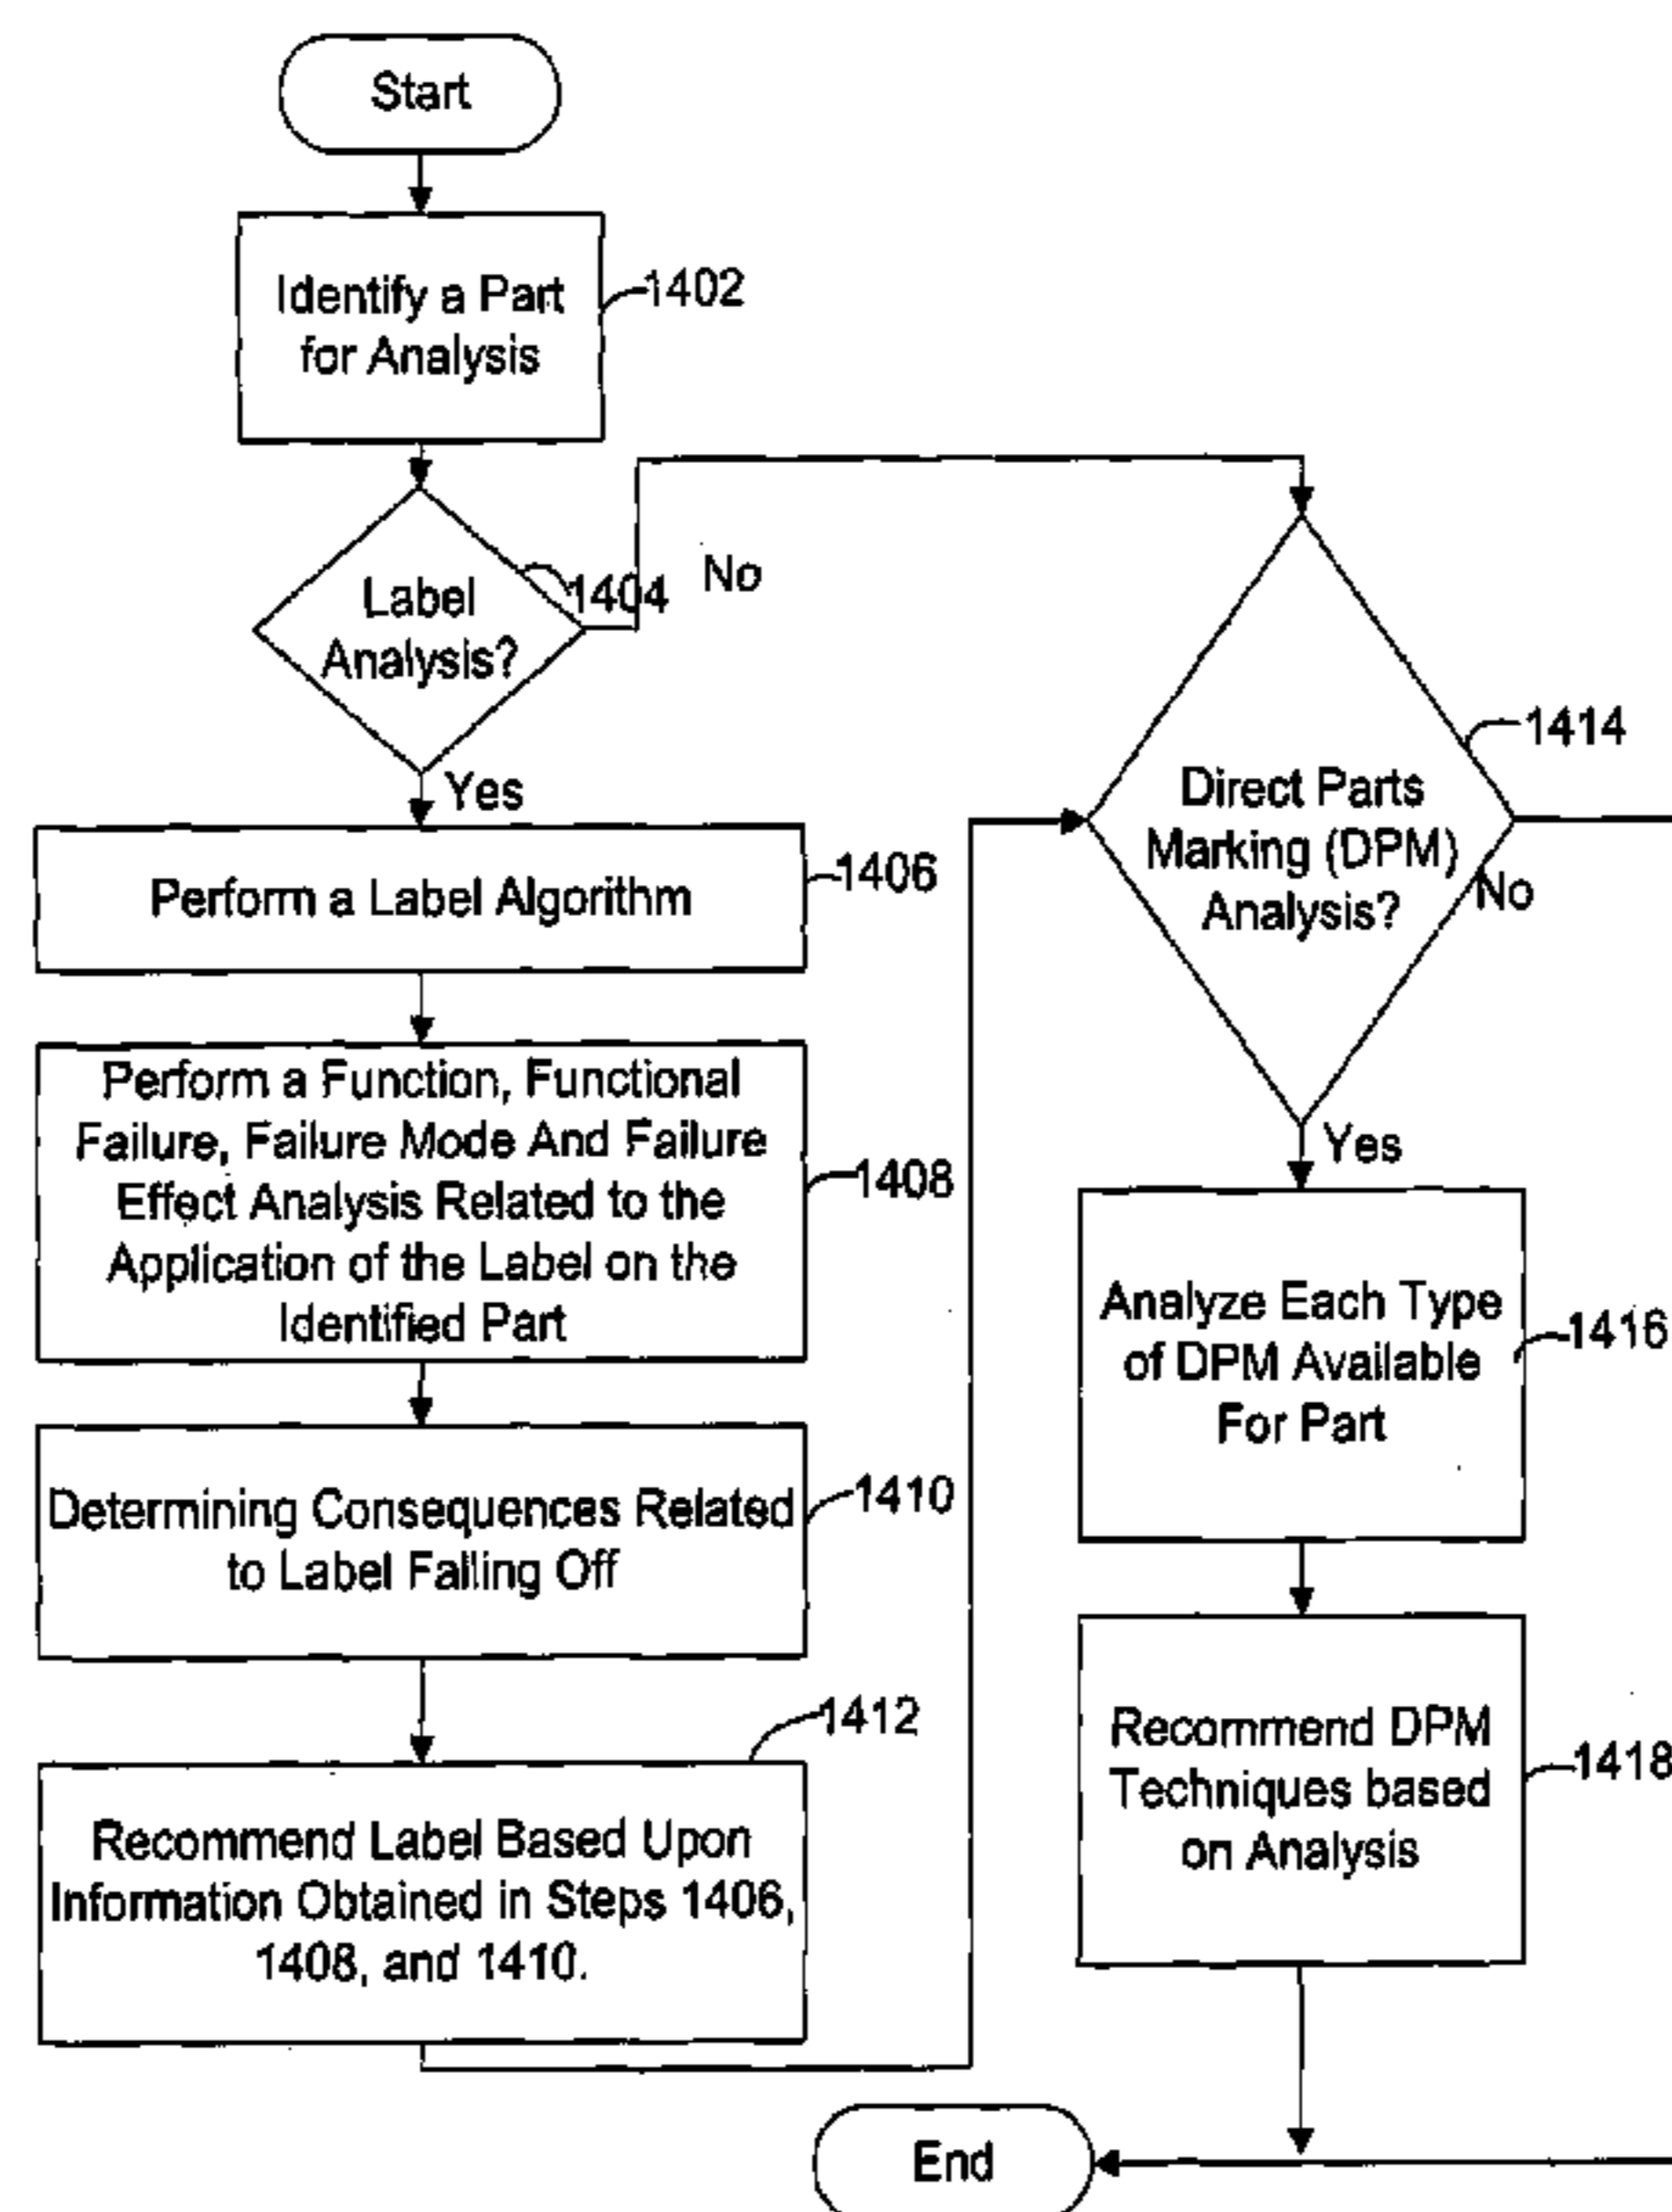 Start
Identify a Part
for Analysis
1402
Label
Analysis?
1404
No
Yes
Perform a Label Algorithm
1406
Perform a Function, Functional
Failure, Failure Mode And Failure
Effect Analysis Related to the
Application of the Label on the
Identified Part
1408
Determining Consequences Related
to Label Falling Off
1410
Recommend Label Based Upon
Information Obtained in Steps 1406,
1408, and 1410.
1412
Direct Parts
Marking (DPM)
Analysis?
1414
No
Yes
Analyze Each Type
of DPM Available
For Part
1416
Recommend DPM
Techniques based
on Analysis
1418
End